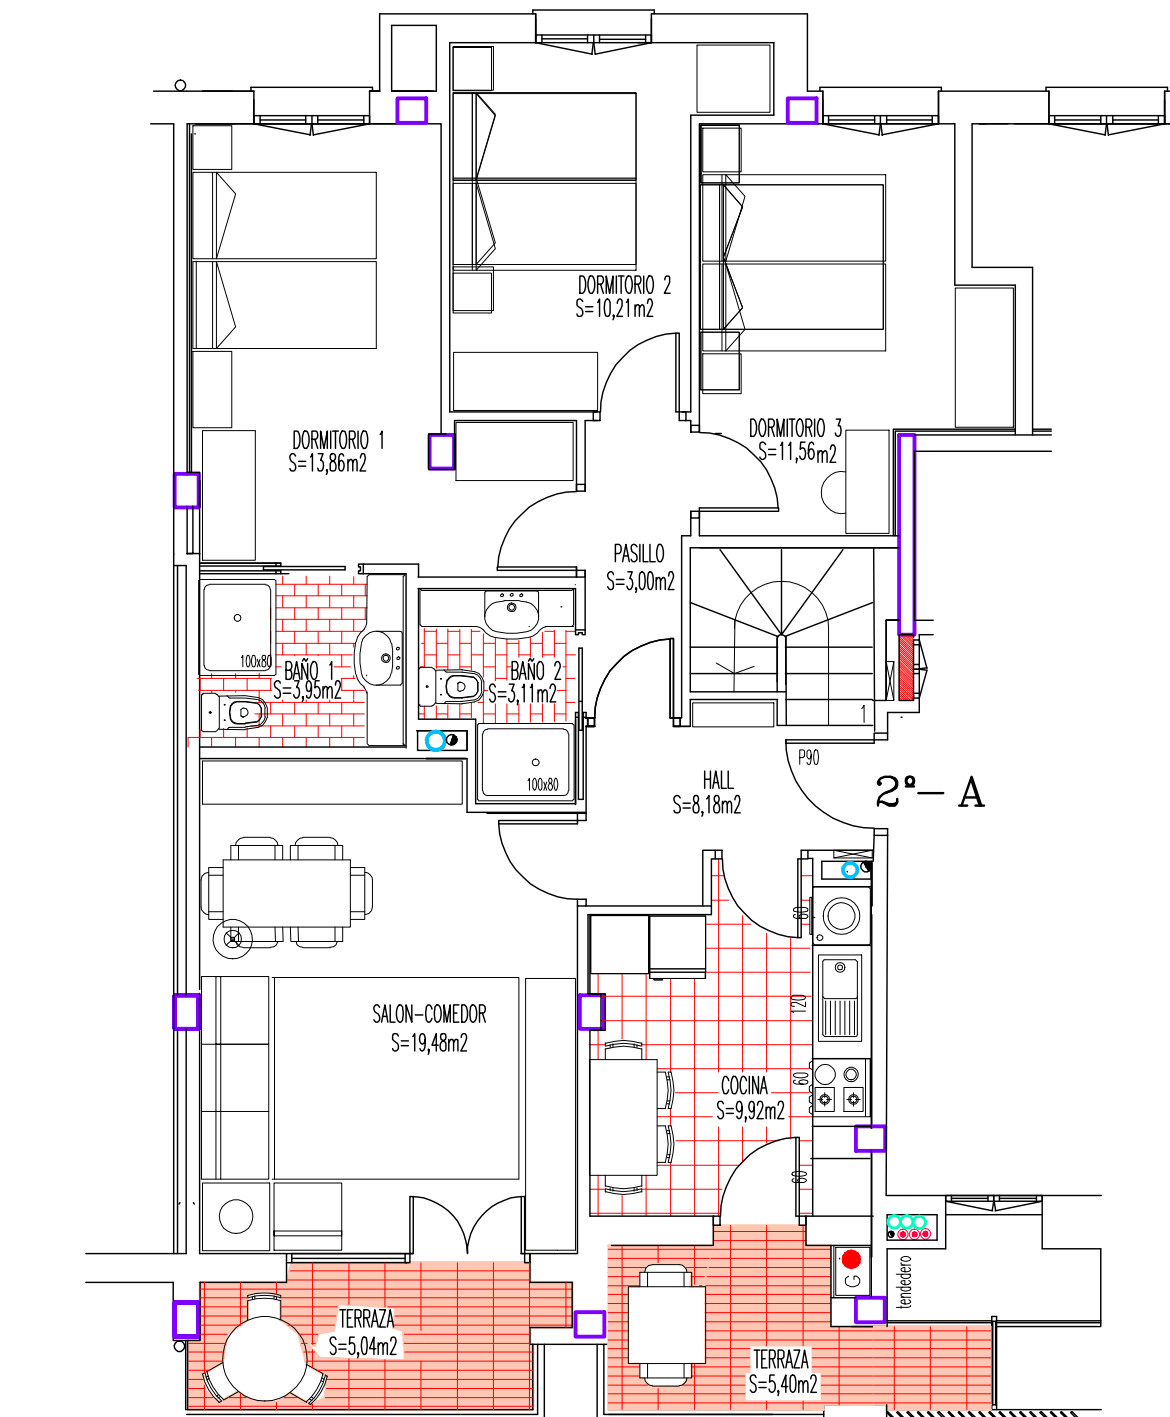 DORMITORIO 2
S=10,21m2
DORMITORIO 1
S=13,86m2
DORMITORIO 3
S=11,56m2
PASILLO
S=3,00m2
100x80
BAÑO 1
S=3,95m2
BAÑO 2
S=3,11m2
1
P90
100x80
HALL
S=8,18m2
2º- A
60
120
SALON-COMEDOR
S=19,48m2
60
COCINA
S=9,92m2
60
G
tendedero
TERRAZA
S=5,04m2
TERRAZA
S=5,40m2